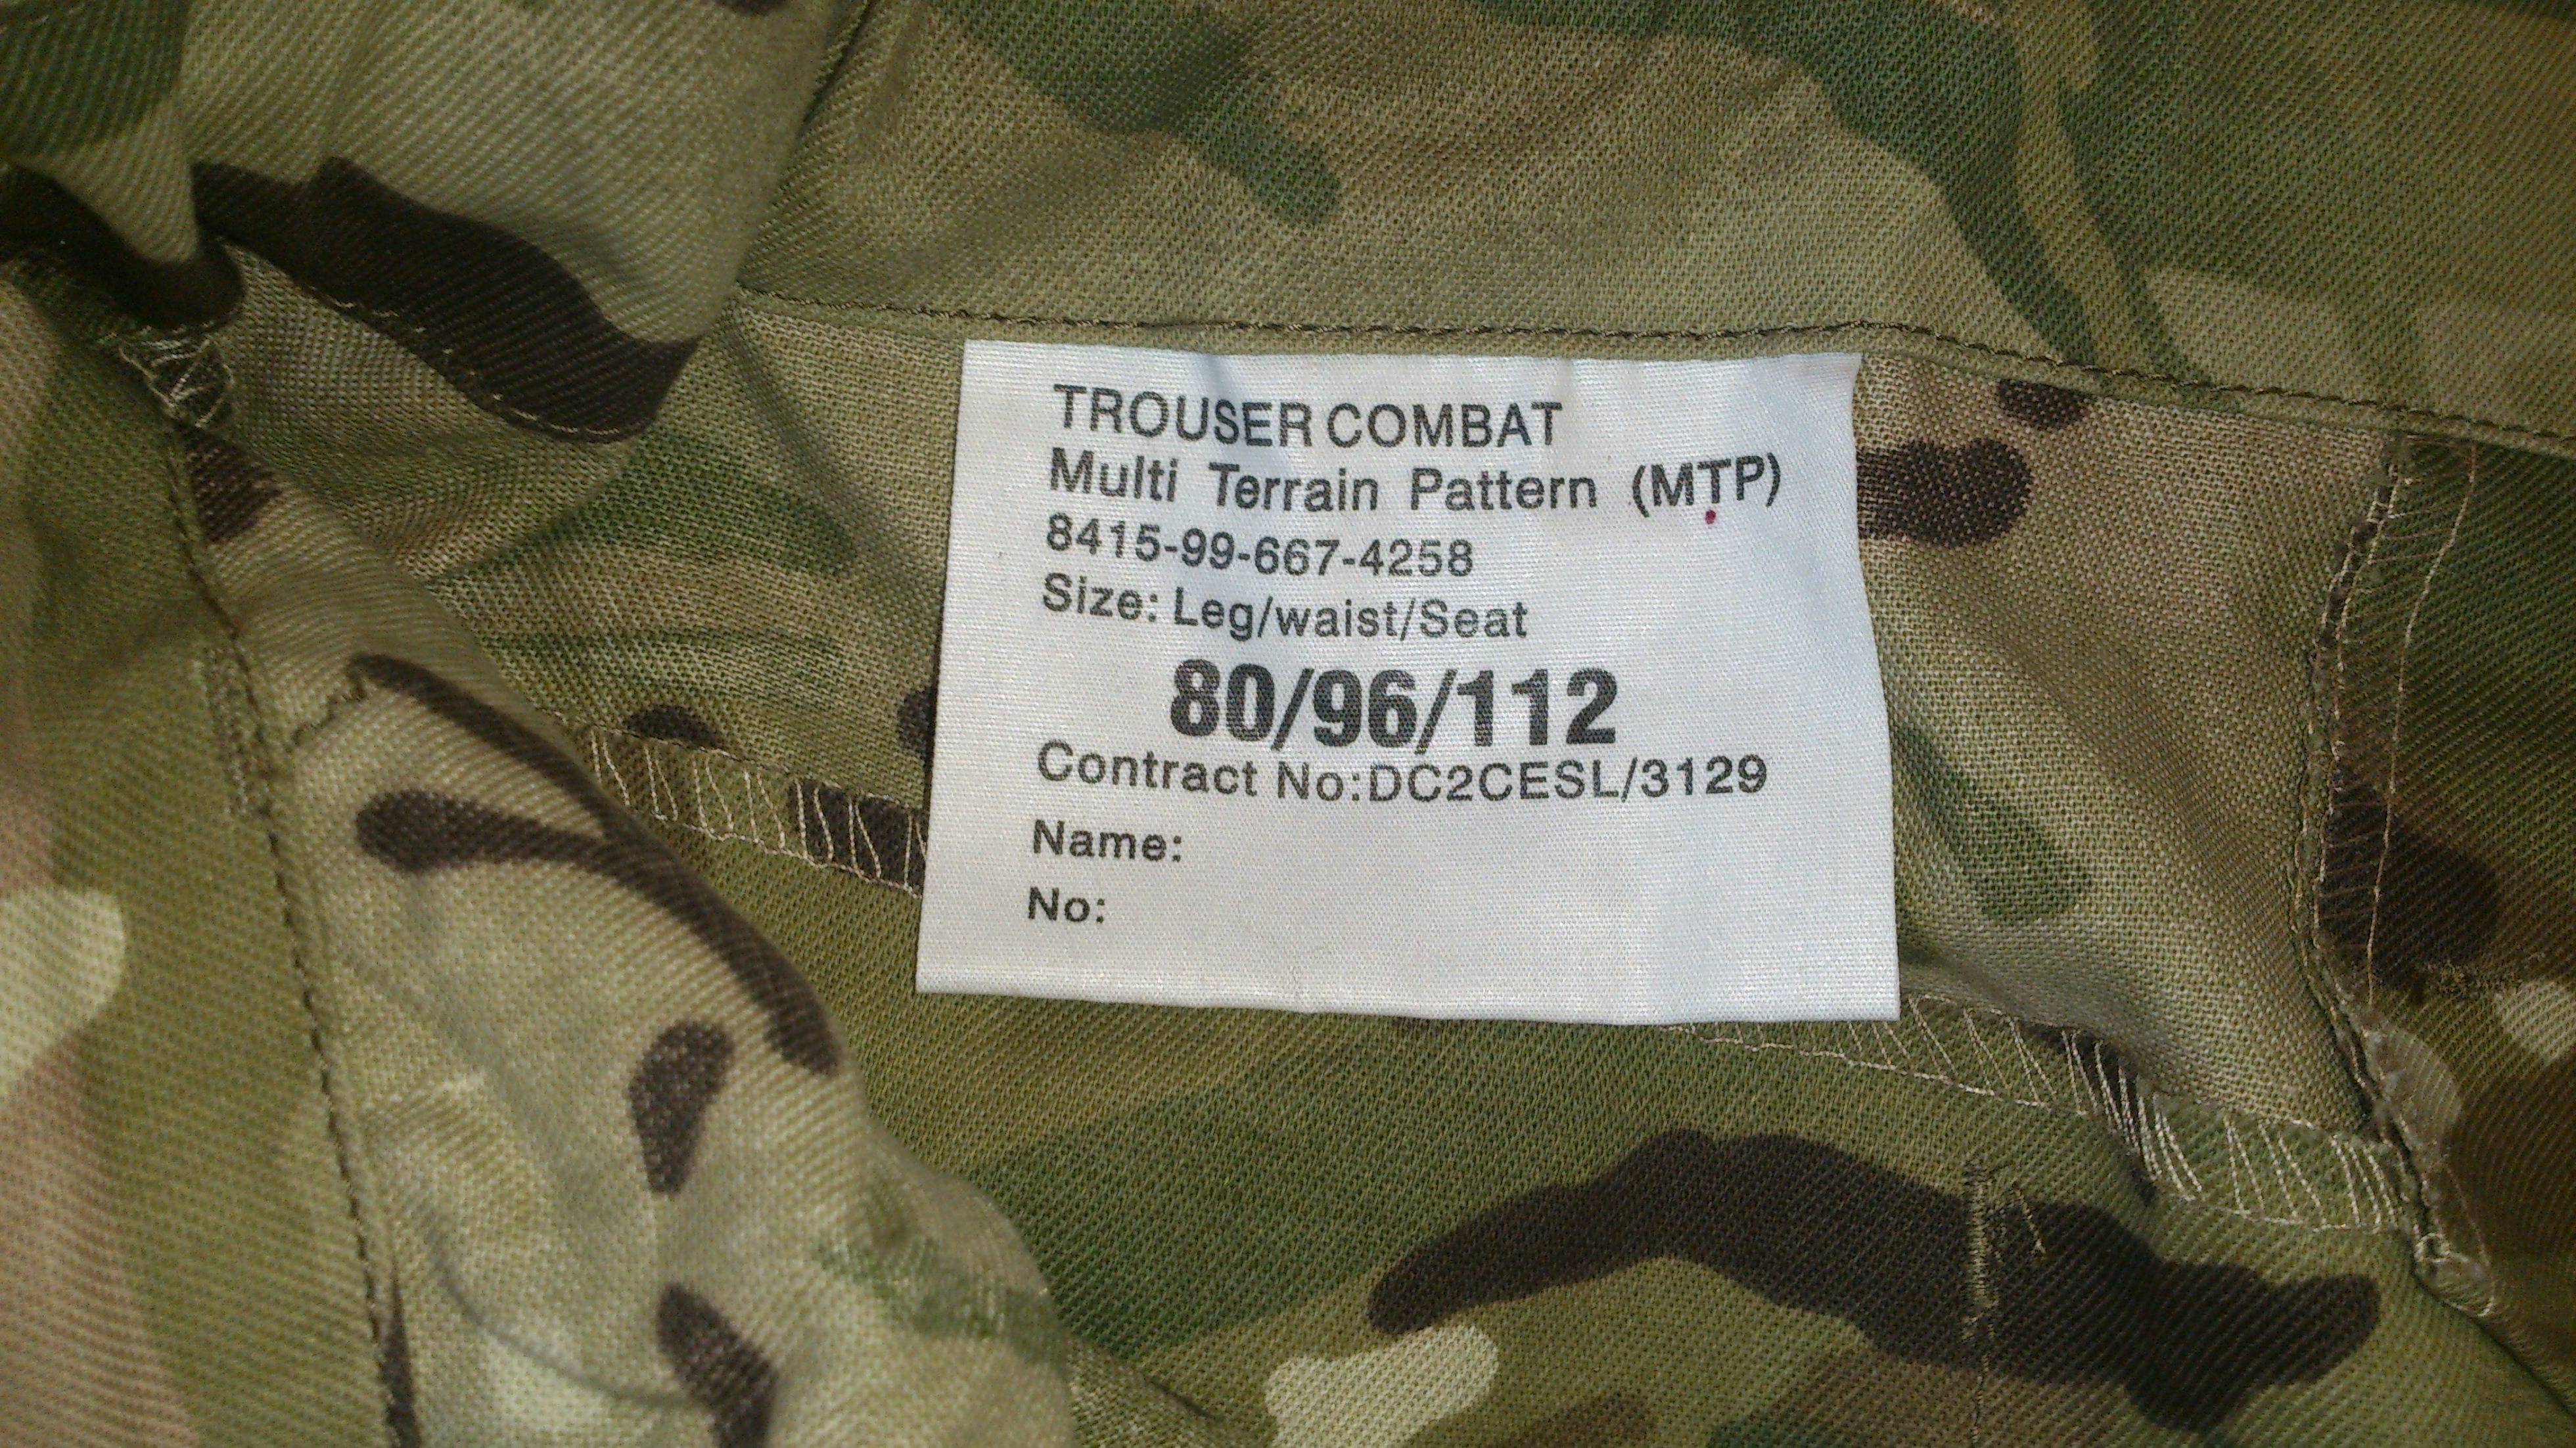 TROUSER COMBAT
Multi Terrain Pattern (MTP)
8415-99-667-4258
Size: Leg/waist/Seat
80/96/112
Contract No:DC2CESL/3129
Name:
No: